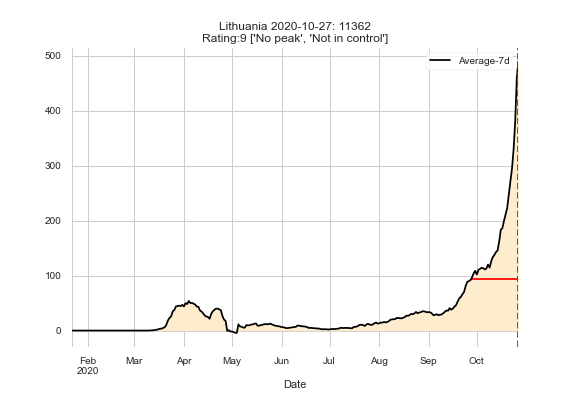 Lithuania 2020-10-27: 11362
Rating:9 ['No peak', 'Not in control']
Average-7d
500
400
300
200
100
0
Feb Mar Apr May Jun Jul Aug Sep Oct
2020
Date